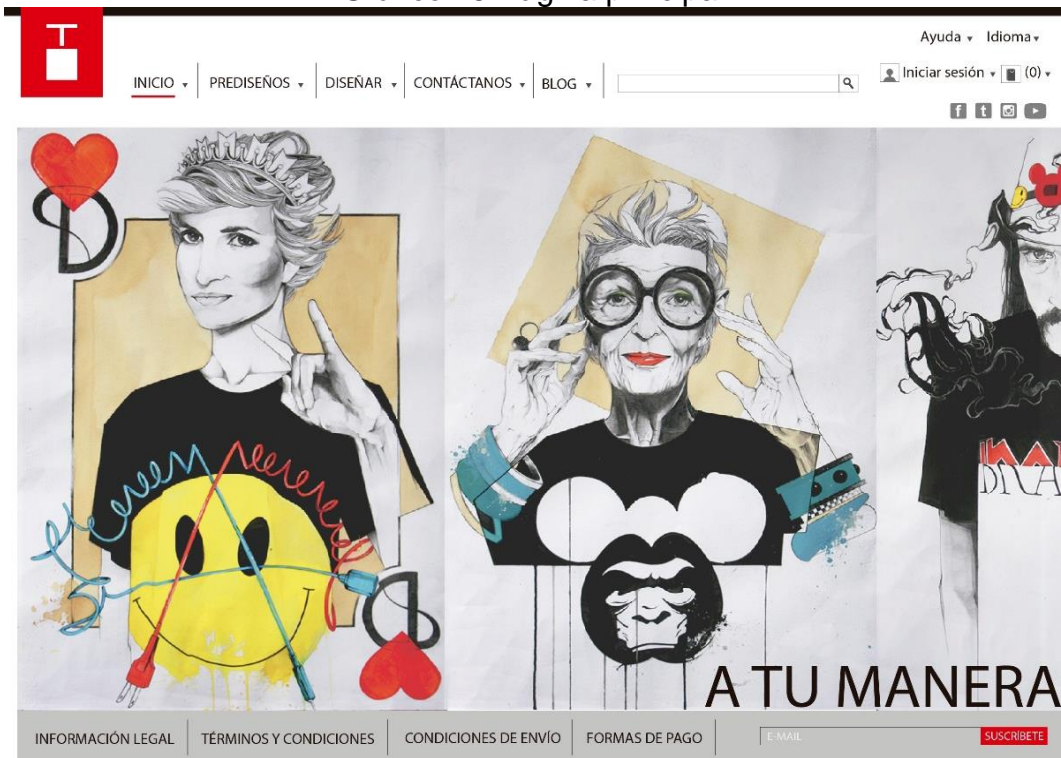 Ayuda Idioma
INICIO PREDISEÑOS DISEÑAR CONTÁCTANOS BLOG Iniciar sesión (0)
D
D
A TU MANERA
INFORMACIÓN LEGAL TÉRMINOS Y CONDICIONES CONDICIONES DE ENVÍO FORMAS DE PAGO E-MAIL SUSCRÍBETE